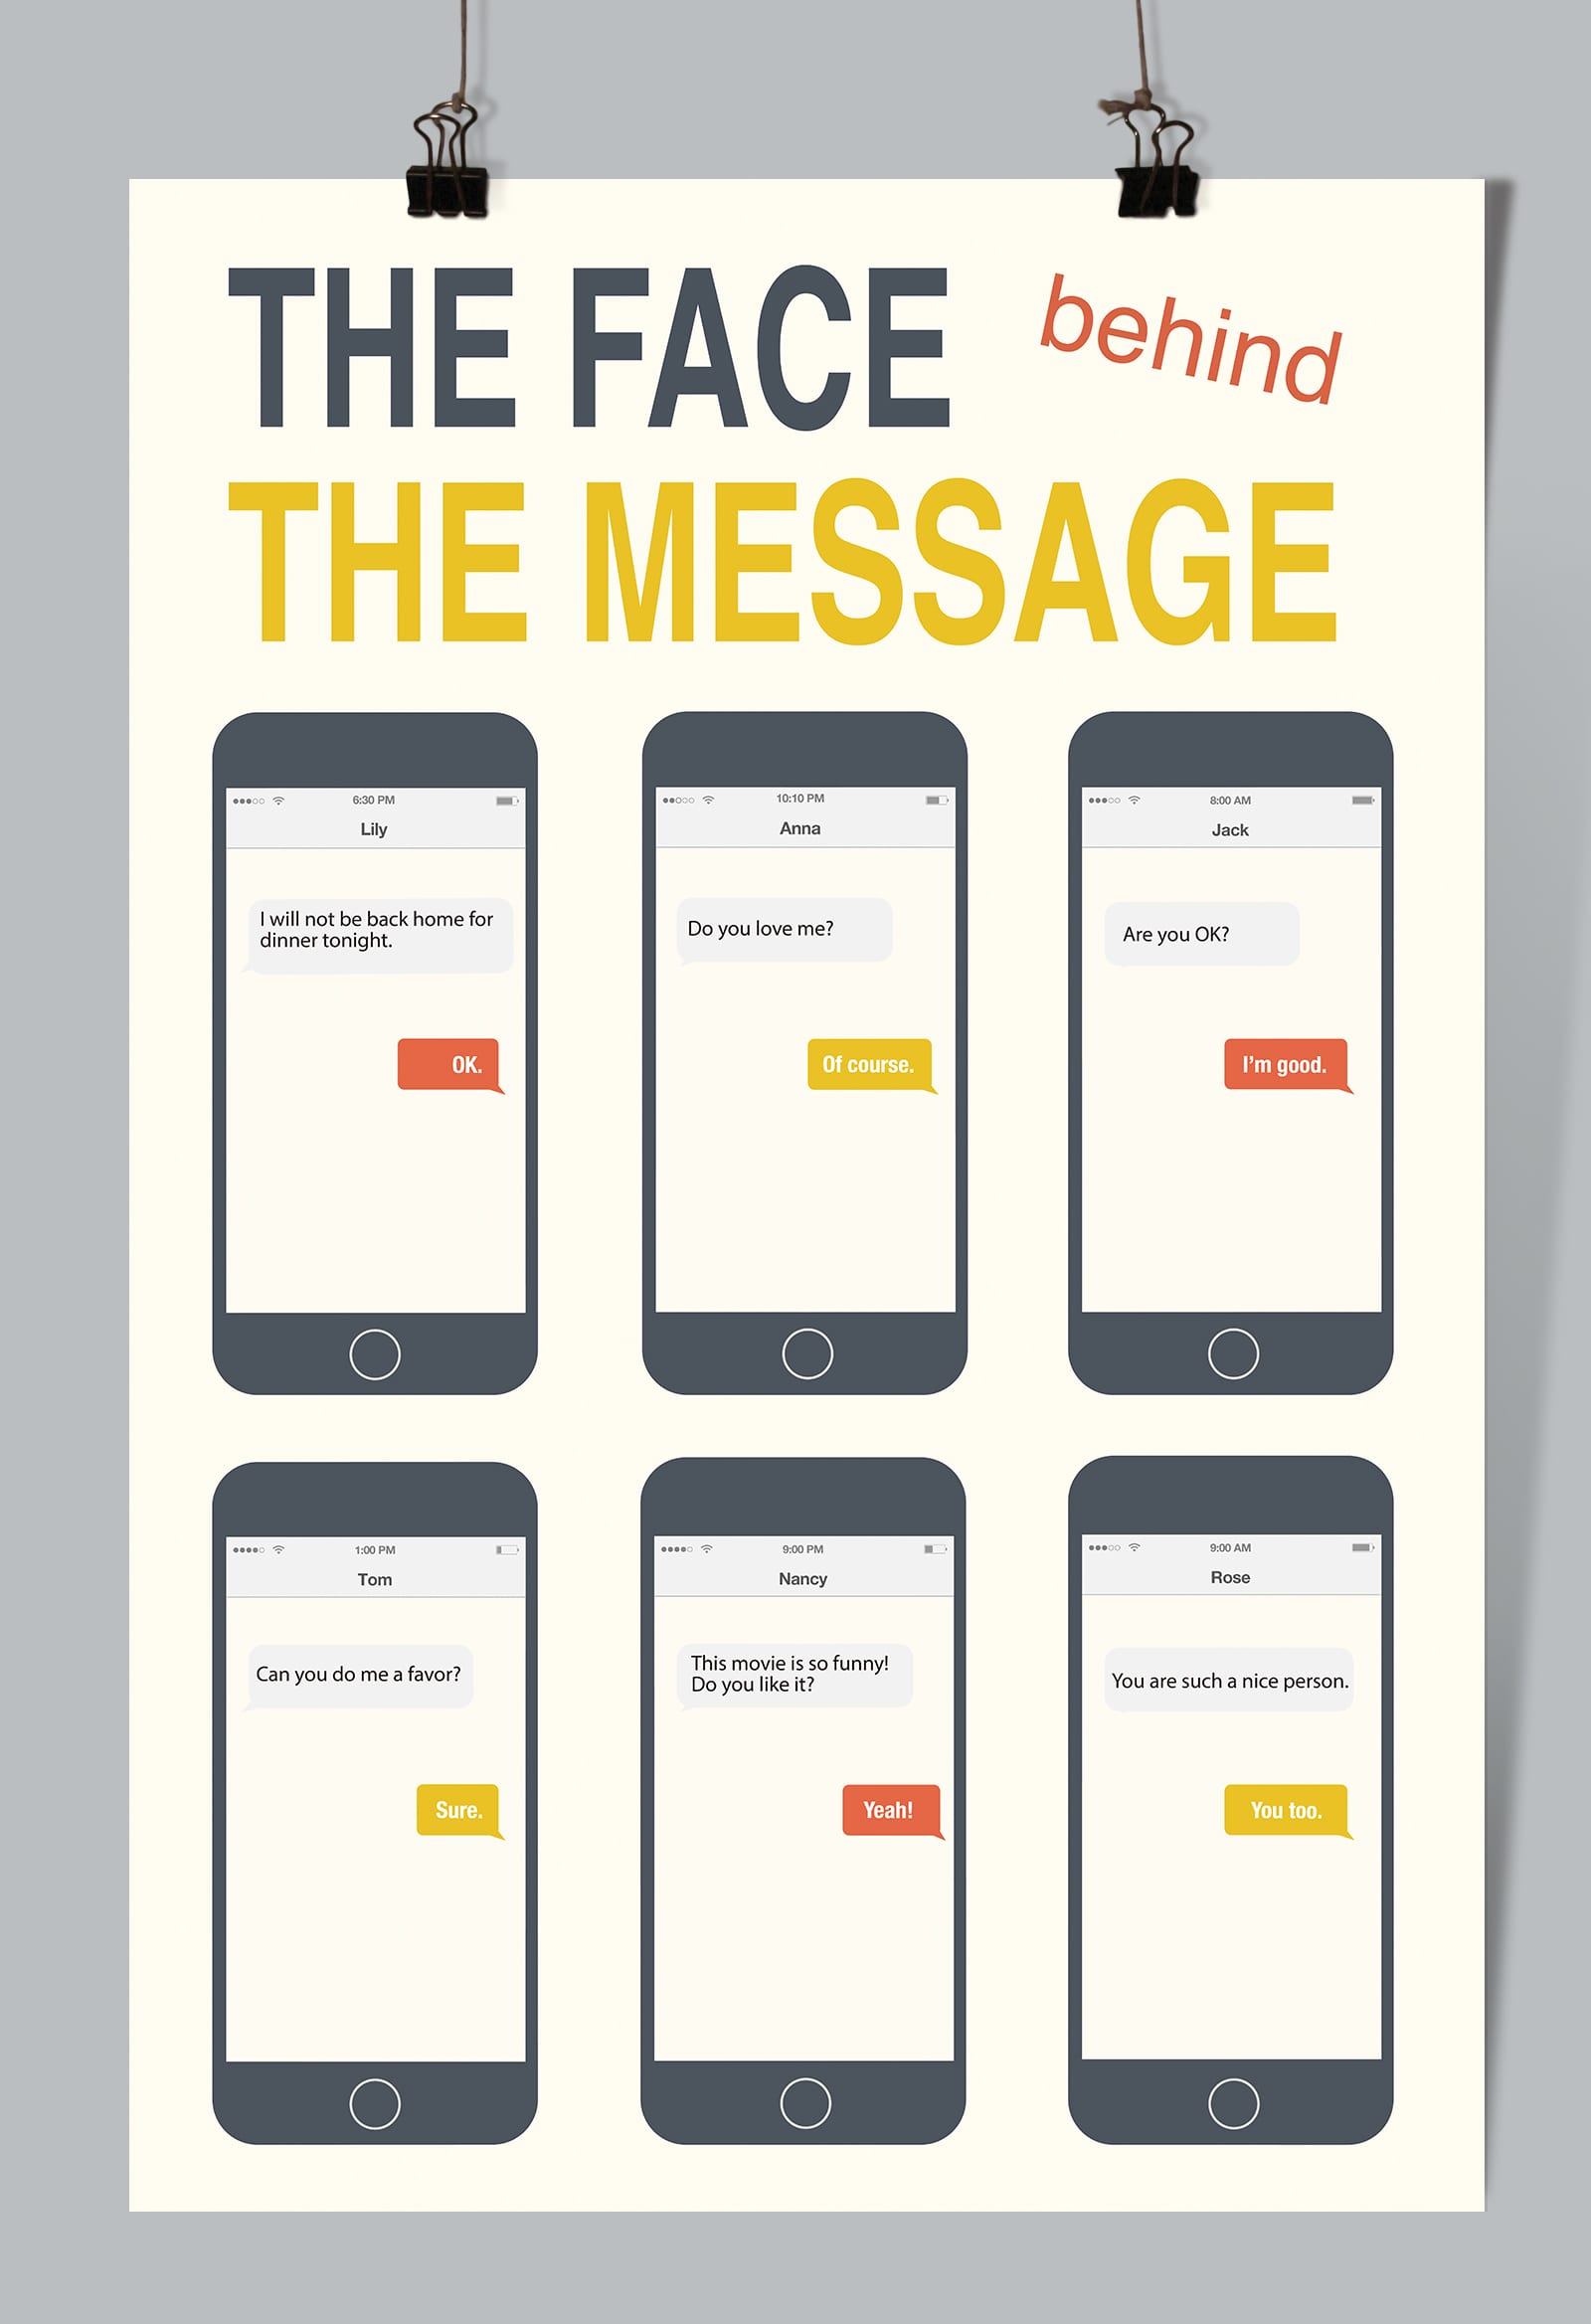 THE FACE behind
THE MESSAGE
6:30 PM
Lily
I will not be back home for
dinner tonight.
OK.
10:10 PM
Anna
Do you love me?
Of course.
8:00 AM
Jack
Are you OK?
I'm good.
1:00 PM
Tom
Can you do me a favor?
Sure.
9:00 PM
Nancy
This movie is so funny!
Do you like it?
Yeah!
9:00 AM
Rose
You are such a nice person.
You too.